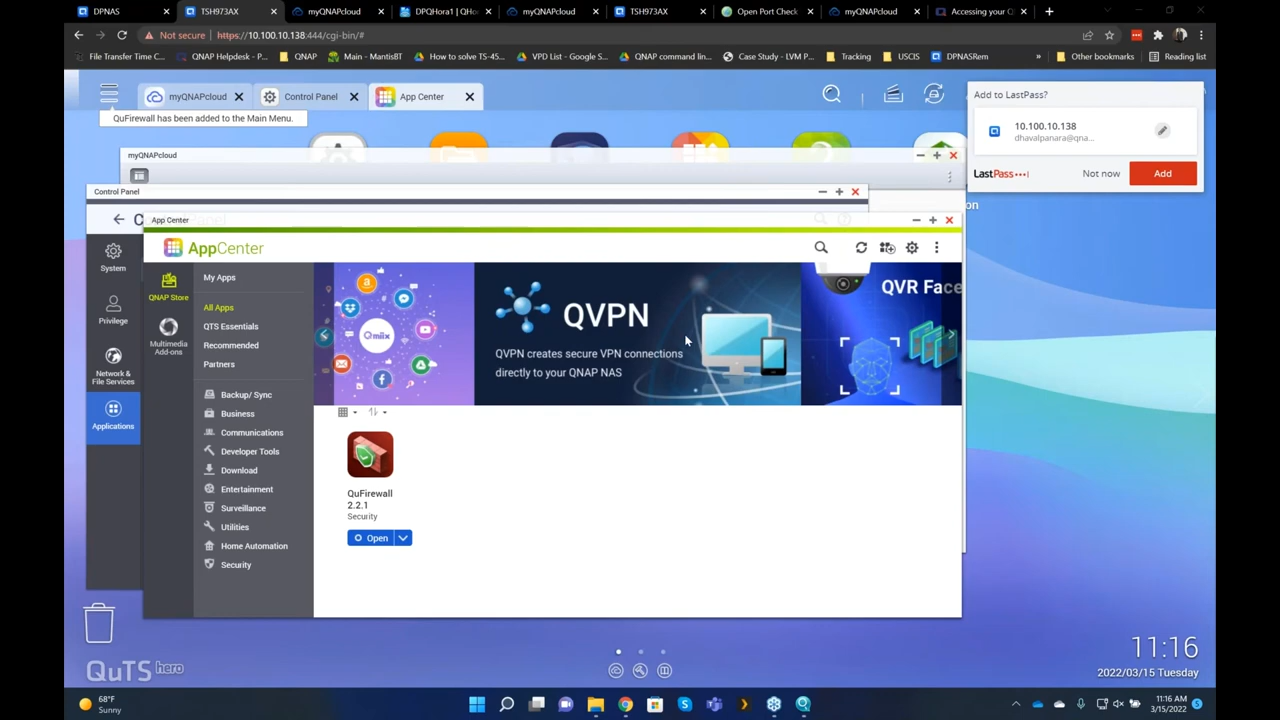 DPNAS
TSH973AX
myQNAPcloud
DPQHora1 | QHo
myQNAPcloud
TSH973AX
Open Port Chec
myQNAPcloud
Accessing your Q
Not secure
https://10.100.10.138:444/cgi-bin/#
File Transfer Time C...
QNAP Helpdesk - P...
QNAP
Main - MantisBT
How to solve TS-45...
VPD List - Google S...
QNAP command lin...
Case Study - LVM P...
Tracking
USCIS
DPNASRem
»
Other bookmarks
Reading list
myQNAPcloud
Control Panel
App Center
QuFirewall has been added to the Main Menu.
Add to LastPass?
10.100.10.138
dhavalpanara@qna...
LastPass
Not now
Add
on
myQNAPcloud
Control Panel
App Center
AppCenter
System
Privilege
Network &
File Services
Applications
QNAP Store
Multimedia
Add-ons
My Apps
All Apps
QTS Essentials
Recommended
Partners
Backup/ Sync
Business
Communications
Developer Tools
Download
Entertainment
Surveillance
Utilities
Home Automation
Security
Qmiix
QVPN
QVPN creates secure VPN connections
directly to your QNAP NAS
QVR Face
QuFirewall
2.2.1
Security
Open
QuTS hero
11:16
2022/03/15 Tuesday
68°F
Sunny
11:16 AM
3/15/2022